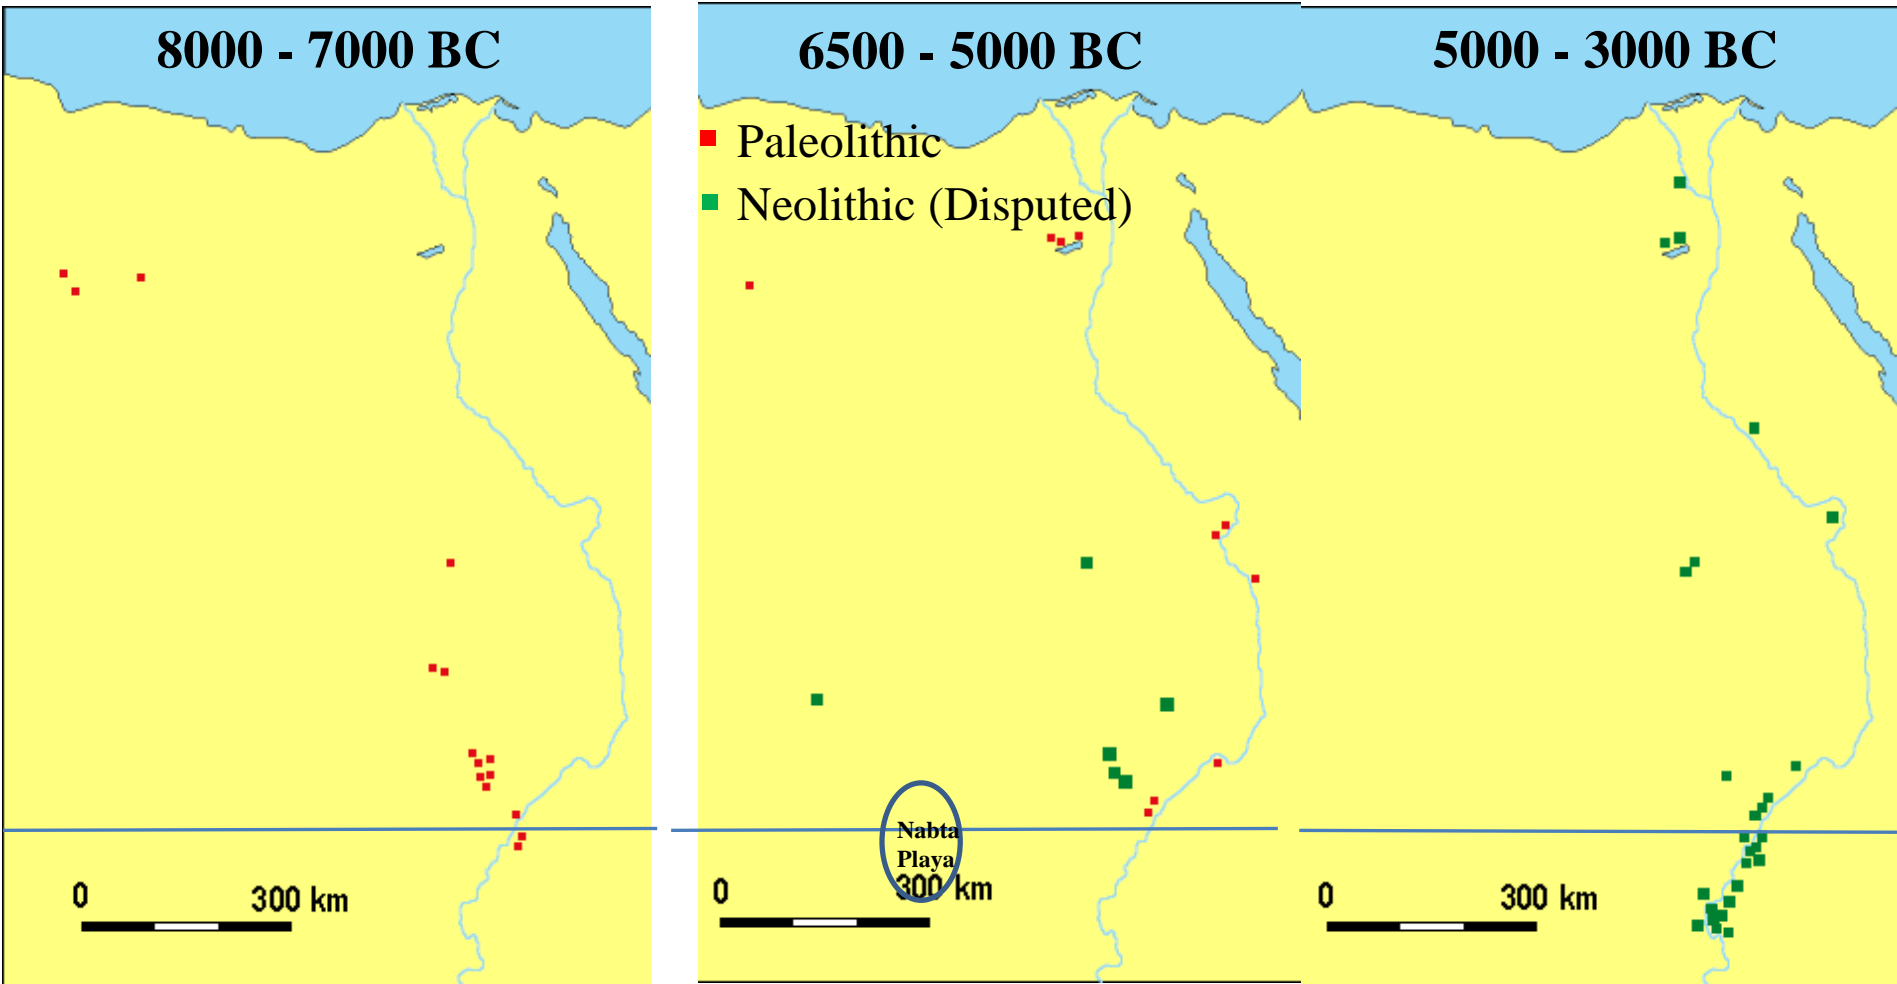 8000 - 7000 BC
6500 - 5000 BC
5000 - 3000 BC
Paleolithic
Neolithic (Disputed)
Nabta
Playa
0 300 km
0 300 km
0 300 km